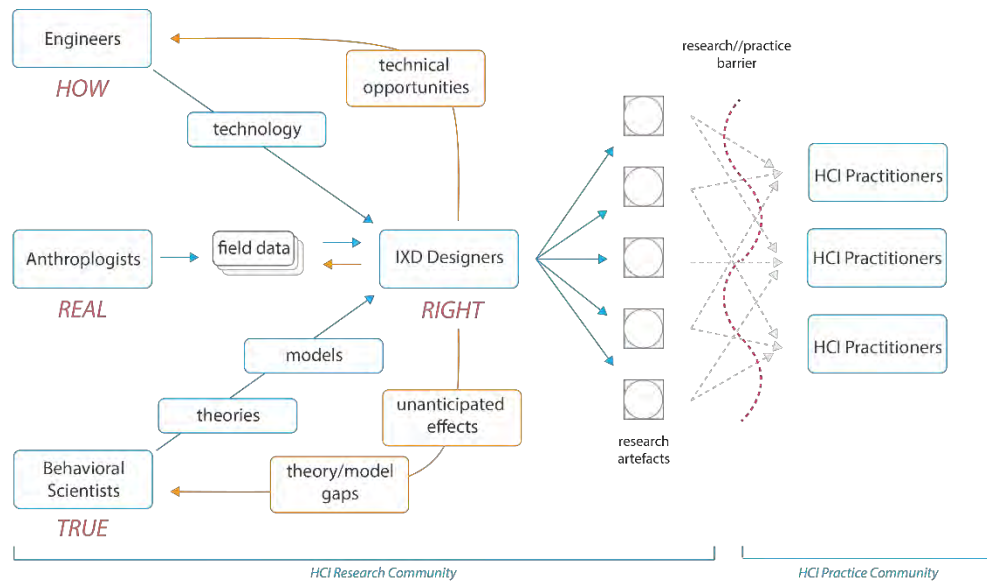 Engineers
HOW
technology
technical
opportunities
research//practice
barrier
Anthroplogists
REAL
field data
IXD Designers
RIGHT
HCI Practitioners
HCI Practitioners
HCI Practitioners
models
theories
unanticipated
effects
theory/model
gaps
Behavioral
Scientists
TRUE
research
artefacts
HCI Research Community
HCI Practice Community